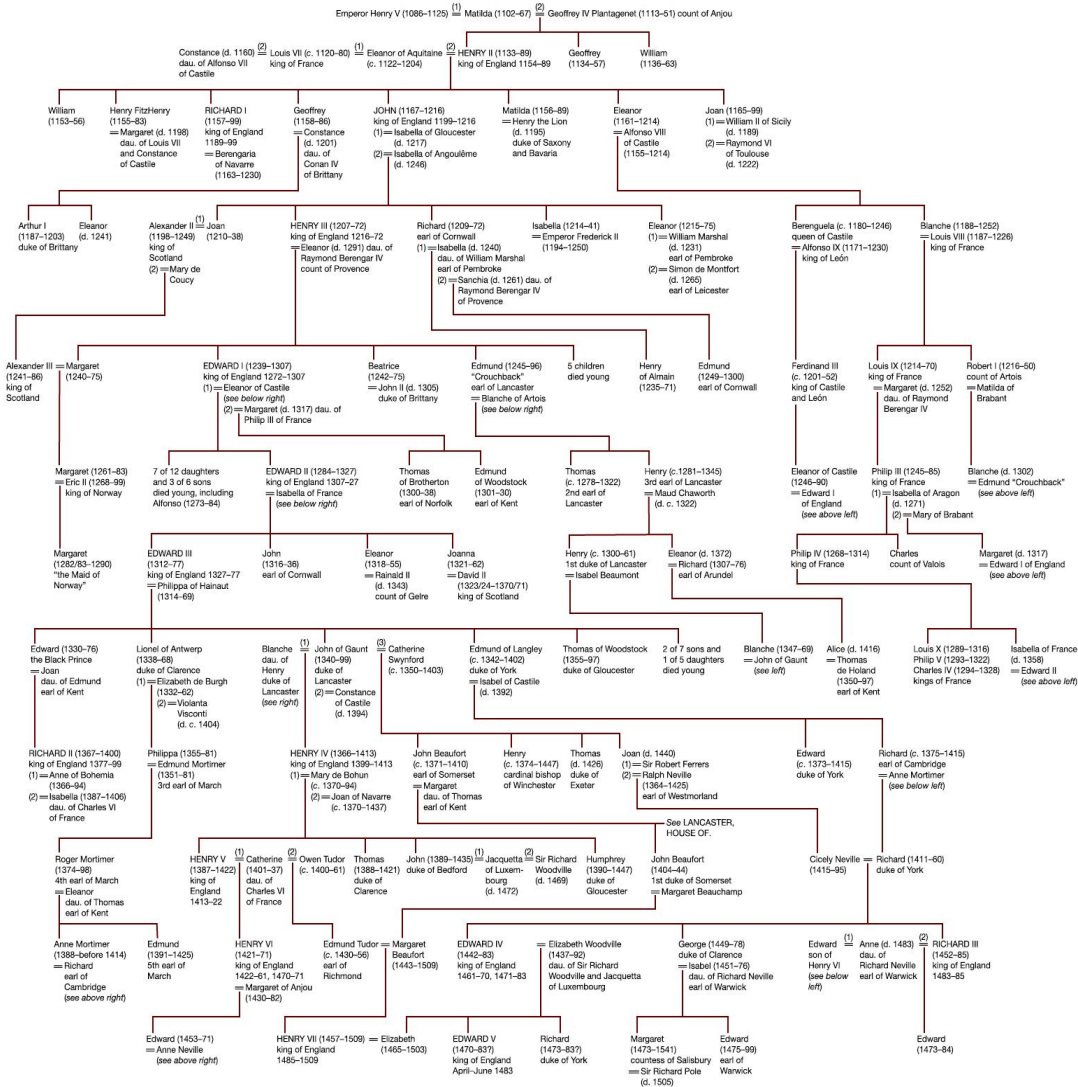 Emperor Henry V (1086–1125) (1) = Matilda (1102–67) (2) = Geoffrey IV Plantagenet (1113–51) count of Anjou
Constance (d. 1160)
dau. of Alfonso VII
of Castile
(2) =
Louis VII (c. 1120–80)
king of France
(1) =
Eleanor of Aquitaine
(c. 1122–1204)
(2) =
HENRY II (1133–89)
king of England 1154–89
Geoffrey
(1134–57)
William
(1136–63)
William
(1153–56)
Henry FitzHenry
(1155–83)
= Margaret (d. 1198)
dau. of Louis VII
and Constance
of Castile
RICHARD I
(1157–99)
king of England
1189–99
= Berengaria
of Navarre
(1163–1230)
Geoffrey
(1158–86)
= Constance
(d. 1201)
dau. of
Conan IV
of Brittany
JOHN (1167–1216)
king of England 1199–1216
(1) = Isabella of Gloucester
(d. 1217)
(2) = Isabella of Angoulême
(d. 1246)
Matilda (1156–89)
= Henry the Lion
(d. 1195)
duke of Saxony
and Bavaria
Eleanor
(1161–1214)
= Alfonso VIII
of Castile
(1155–1214)
Joan (1165–99)
(1) = William II of Sicily
(d. 1189)
(2) = Raymond VI
of Toulouse
(d. 1222)
Arthur I
(1187–1203)
duke of Brittany
Eleanor
(d. 1241)
Alexander II
(1198–1249)
king of
Scotland
(2) = Mary de
Coucy
(1) =
Joan
(1210–38)
HENRY III (1207–72)
king of England 1216–72
= Eleanor (d. 1291) dau. of
Raymond Berengar IV
count of Provence
Richard (1209–72)
earl of Cornwall
(1) = Isabella (d. 1240)
dau. of William Marshal
earl of Pembroke
(2) = Sanchia (d. 1261) dau. of
Raymond Berengar IV
of Provence
Isabella (1214–41)
= Emperor Frederick II
(1194–1250)
Eleanor (1215–75)
(1) = William Marshal
(d. 1231)
earl of Pembroke
(2) = Simon de Montfort
(d. 1265)
earl of Leicester
Berenguela (c. 1180–1246)
queen of Castile
= Alfonso IX (1171–1230)
king of León
Blanche (1188–1252)
= Louis VIII (1187–1226)
king of France
Alexander III
(1241–86)
king of
Scotland
= Margaret
(1240–75)
EDWARD I (1239–1307)
king of England 1272–1307
(1) = Eleanor of Castile
(see below right)
(2) = Margaret (d. 1317) dau. of
Philip III of France
Beatrice
(1242–75)
= John II (d. 1305)
duke of Brittany
Edmund (1245–96)
“Crouchback”
earl of Lancaster
= Blanche of Artois
(see below right)
5 children
died young
Henry
of Almain
(1235–71)
Edmund
(1249–1300)
earl of Cornwall
Ferdinand III
(c. 1201–52)
king of Castile
and León
Louis IX (1214–70)
king of France
= Margaret (d. 1252)
dau. of Raymond
Berengar IV
Robert I (1216–50)
count of Artois
= Matilda of
Brabant
Margaret (1261–83)
= Eric II (1268–99)
king of Norway
7 of 12 daughters
and 3 of 6 sons
died young, including
Alfonso (1273–84)
EDWARD II (1284–1327)
king of England 1307–27
= Isabella of France
(see below right)
Thomas
of Brotherton
(1300–38)
earl of Norfolk
Edmund
of Woodstock
(1301–30)
earl of Kent
Thomas
(c. 1278–1322)
2nd earl of
Lancaster
Henry (c.1281–1345)
3rd earl of Lancaster
= Maud Chaworth
(d. c. 1322)
Eleanor of Castile
(1246–90)
= Edward I
of England
(see above left)
Philip III (1245–85)
king of France
(1) = Isabella of Aragon
(d. 1271)
(2) = Mary of Brabant
Blanche (d. 1302)
= Edmund “Crouchback”
(see above left)
Margaret
(1282/83–1290)
“the Maid of
Norway”
EDWARD III
(1312–77)
king of England 1327–77
= Philippa of Hainaut
(1314–69)
John
(1316–36)
earl of Cornwall
Eleanor
(1318–55)
= Rainald II
(d. 1343)
count of Gelre
Joanna
(1321–62)
= David II
(1323/24–1370/71)
king of Scotland
Henry (c. 1300–61)
1st duke of Lancaster
= Isabel Beaumont
Eleanor (d. 1372)
= Richard (1307–76)
earl of Arundel
Philip IV (1268–1314)
king of France
Charles
count of Valois
Margaret (d. 1317)
= Edward I of England
(see above left)
Edward (1330–76)
the Black Prince
= Joan
dau. of Edmund
earl of Kent
Lionel of Antwerp
(1338–68)
duke of Clarence
(1) = Elizabeth de Burgh
(1332–62)
(2) = Violanta
Visconti
(d. c. 1404)
Blanche
dau. of
Henry
duke of
Lancaster
(see right)
(1) =
John of Gaunt
(1340–99)
duke of
Lancaster
(2) = Constance
of Castile
(d. 1394)
(3) =
Catherine
Swynford
(c. 1350–1403)
Edmund of Langley
(c. 1342–1402)
duke of York
= Isabel of Castile
(d. 1392)
Thomas of Woodstock
(1355–97)
duke of Gloucester
2 of 7 sons and
1 of 5 daughters
died young
Blanche (1347–69)
= John of Gaunt
(see left)
Alice (d. 1416)
= Thomas
de Holand
(1350–97)
earl of Kent
Louis X (1289–1316)
Philip V (1293–1322)
Charles IV (1294–1328)
kings of France
Isabella of France
(d. 1358)
= Edward II
(see above left)
RICHARD II (1367–1400)
king of England 1377–99
(1) = Anne of Bohemia
(1366–94)
(2) = Isabella (1387–1406)
dau. of Charles VI
of France
Philippa (1355–81)
= Edmund Mortimer
(1351–81)
3rd earl of March
HENRY IV (1366–1413)
king of England 1399–1413
(1) = Mary de Bohun
(c. 1370–94)
(2) = Joan of Navarre
(c. 1370–1437)
John Beaufort
(c. 1371–1410)
earl of Somerset
= Margaret
dau. of Thomas
earl of Kent
Henry
(c. 1374–1447)
cardinal bishop
of Winchester
Thomas
(d. 1426)
duke of
Exeter
Joan (d. 1440)
(1) = Sir Robert Ferrers
(2) = Ralph Neville
(1364–1425)
earl of Westmorland
Edward
(c. 1373–1415)
duke of York
Richard (c. 1375–1415)
earl of Cambridge
= Anne Mortimer
(see below left)
See LANCASTER,
HOUSE OF.
Roger Mortimer
(1374–98)
4th earl of March
= Eleanor
dau. of Thomas
earl of Kent
HENRY V
(1387–1422)
king of
England
1413–22
(1) =
Catherine
(1401–37)
dau. of
Charles VI
of France
(2) =
Owen Tudor
(c. 1400–61)
Thomas
(1388–1421)
duke of
Clarence
John (1389–1435)
duke of Bedford
(1) =
Jacquetta
of Luxem-
bourg
(d. 1472)
(2) =
Sir Richard
Woodville
(d. 1469)
Humphrey
(1390–1447)
duke of
Gloucester
John Beaufort
(1404–44)
1st duke of Somerset
= Margaret Beauchamp
Cicely Neville
(1415–95)
= Richard (1411–60)
duke of York
Anne Mortimer
(1388–before 1414)
= Richard
earl of
Cambridge
(see above right)
Edmund
(1391–1425)
5th earl of
March
HENRY VI
(1421–71)
king of England
1422–61, 1470–71
= Margaret of Anjou
(1430–82)
Edmund Tudor
(c. 1430–56)
earl of
Richmond
= Margaret
Beaufort
(1443–1509)
EDWARD IV
(1442–83)
king of England
1461–70, 1471–83
= Elizabeth Woodville
(1437–92)
dau. of Sir Richard
Woodville and Jacquetta
of Luxembourg
George (1449–78)
duke of Clarence
= Isabel (1451–76)
dau. of Richard Neville
earl of Warwick
Edward
son of
Henry VI
(see below
left)
(1) =
Anne (d. 1483)
dau. of
Richard Neville
earl of Warwick
(2) =
RICHARD III
(1452–85)
king of England
1483–85
Edward (1453–71)
= Anne Neville
(see above right)
HENRY VII (1457–1509)
king of England
1485–1509
= Elizabeth
(1465–1503)
EDWARD V
(1470–83?)
king of England
April–June 1483
Richard
(1473–83?)
duke of York
Margaret
(1473–1541)
countess of Salisbury
= Sir Richard Pole
(d. 1505)
Edward
(1475–99)
earl of
Warwick
Edward
(1473–84)